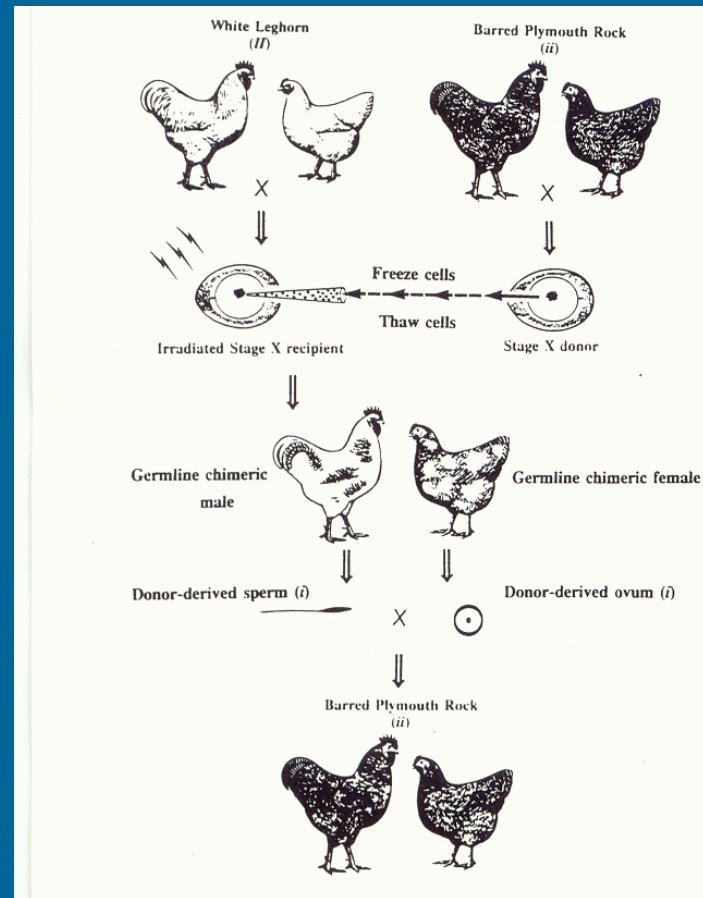 White Leghorn
(II)
Barred Plymouth Rock
(ii)
X
X
Freeze cells
Thaw cells
Irradiated Stage X recipient
Stage X donor
Germline chimeric
male
Germline chimeric female
Donor-derived sperm (i)
X
Donor-derived ovum (i)
Barred Plymouth Rock
(ii)